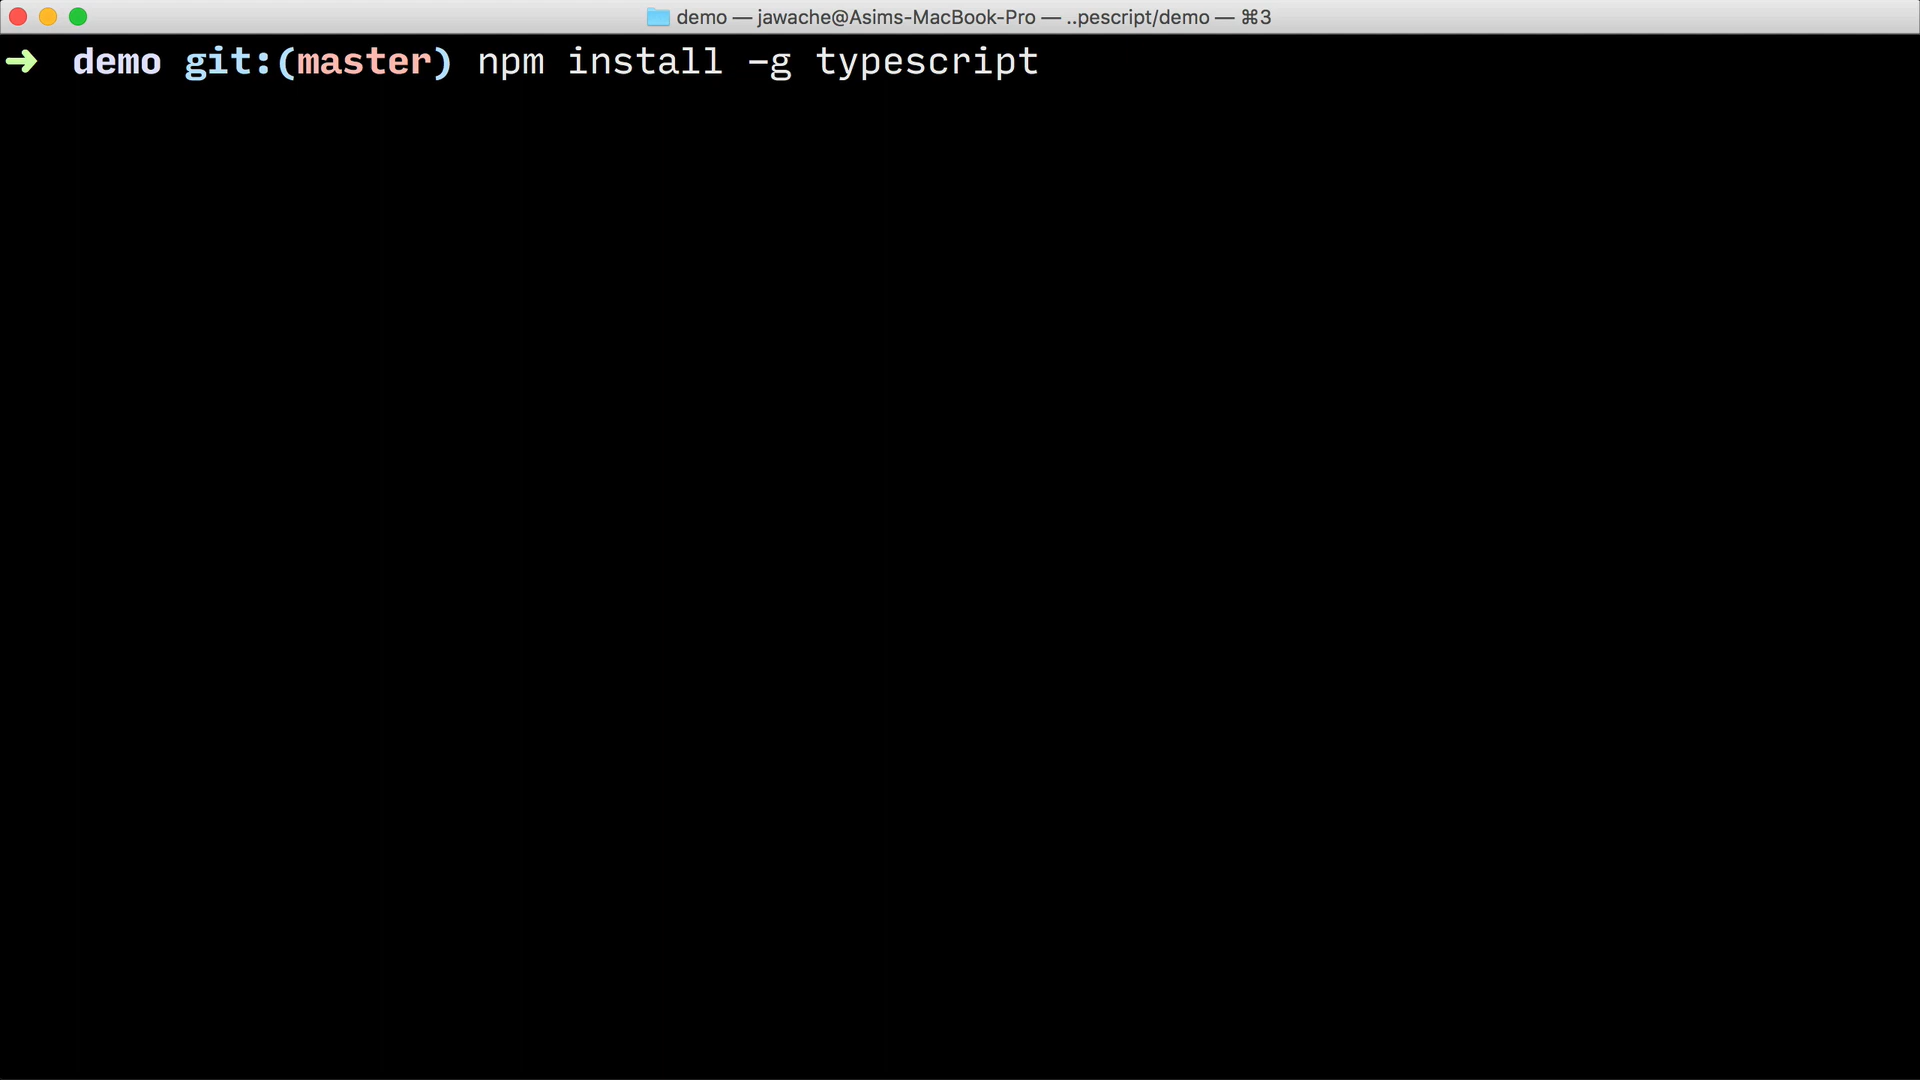 demo — jawache@Asims-MacBook-Pro — ..pescript/demo — ⌘3
➜ demo git:(master) npm install -g typescript